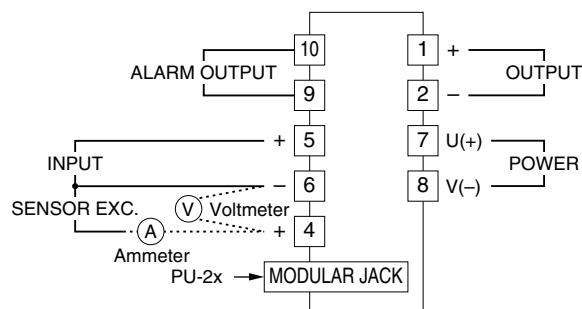 10 1 +
ALARM OUTPUT OUTPUT
9 2 –
+ 5 7 U(+)
INPUT POWER
– 6 8 V(–)
SENSOR EXC. V Voltmeter
A + 4
Ammeter
PU-2x MODULAR JACK